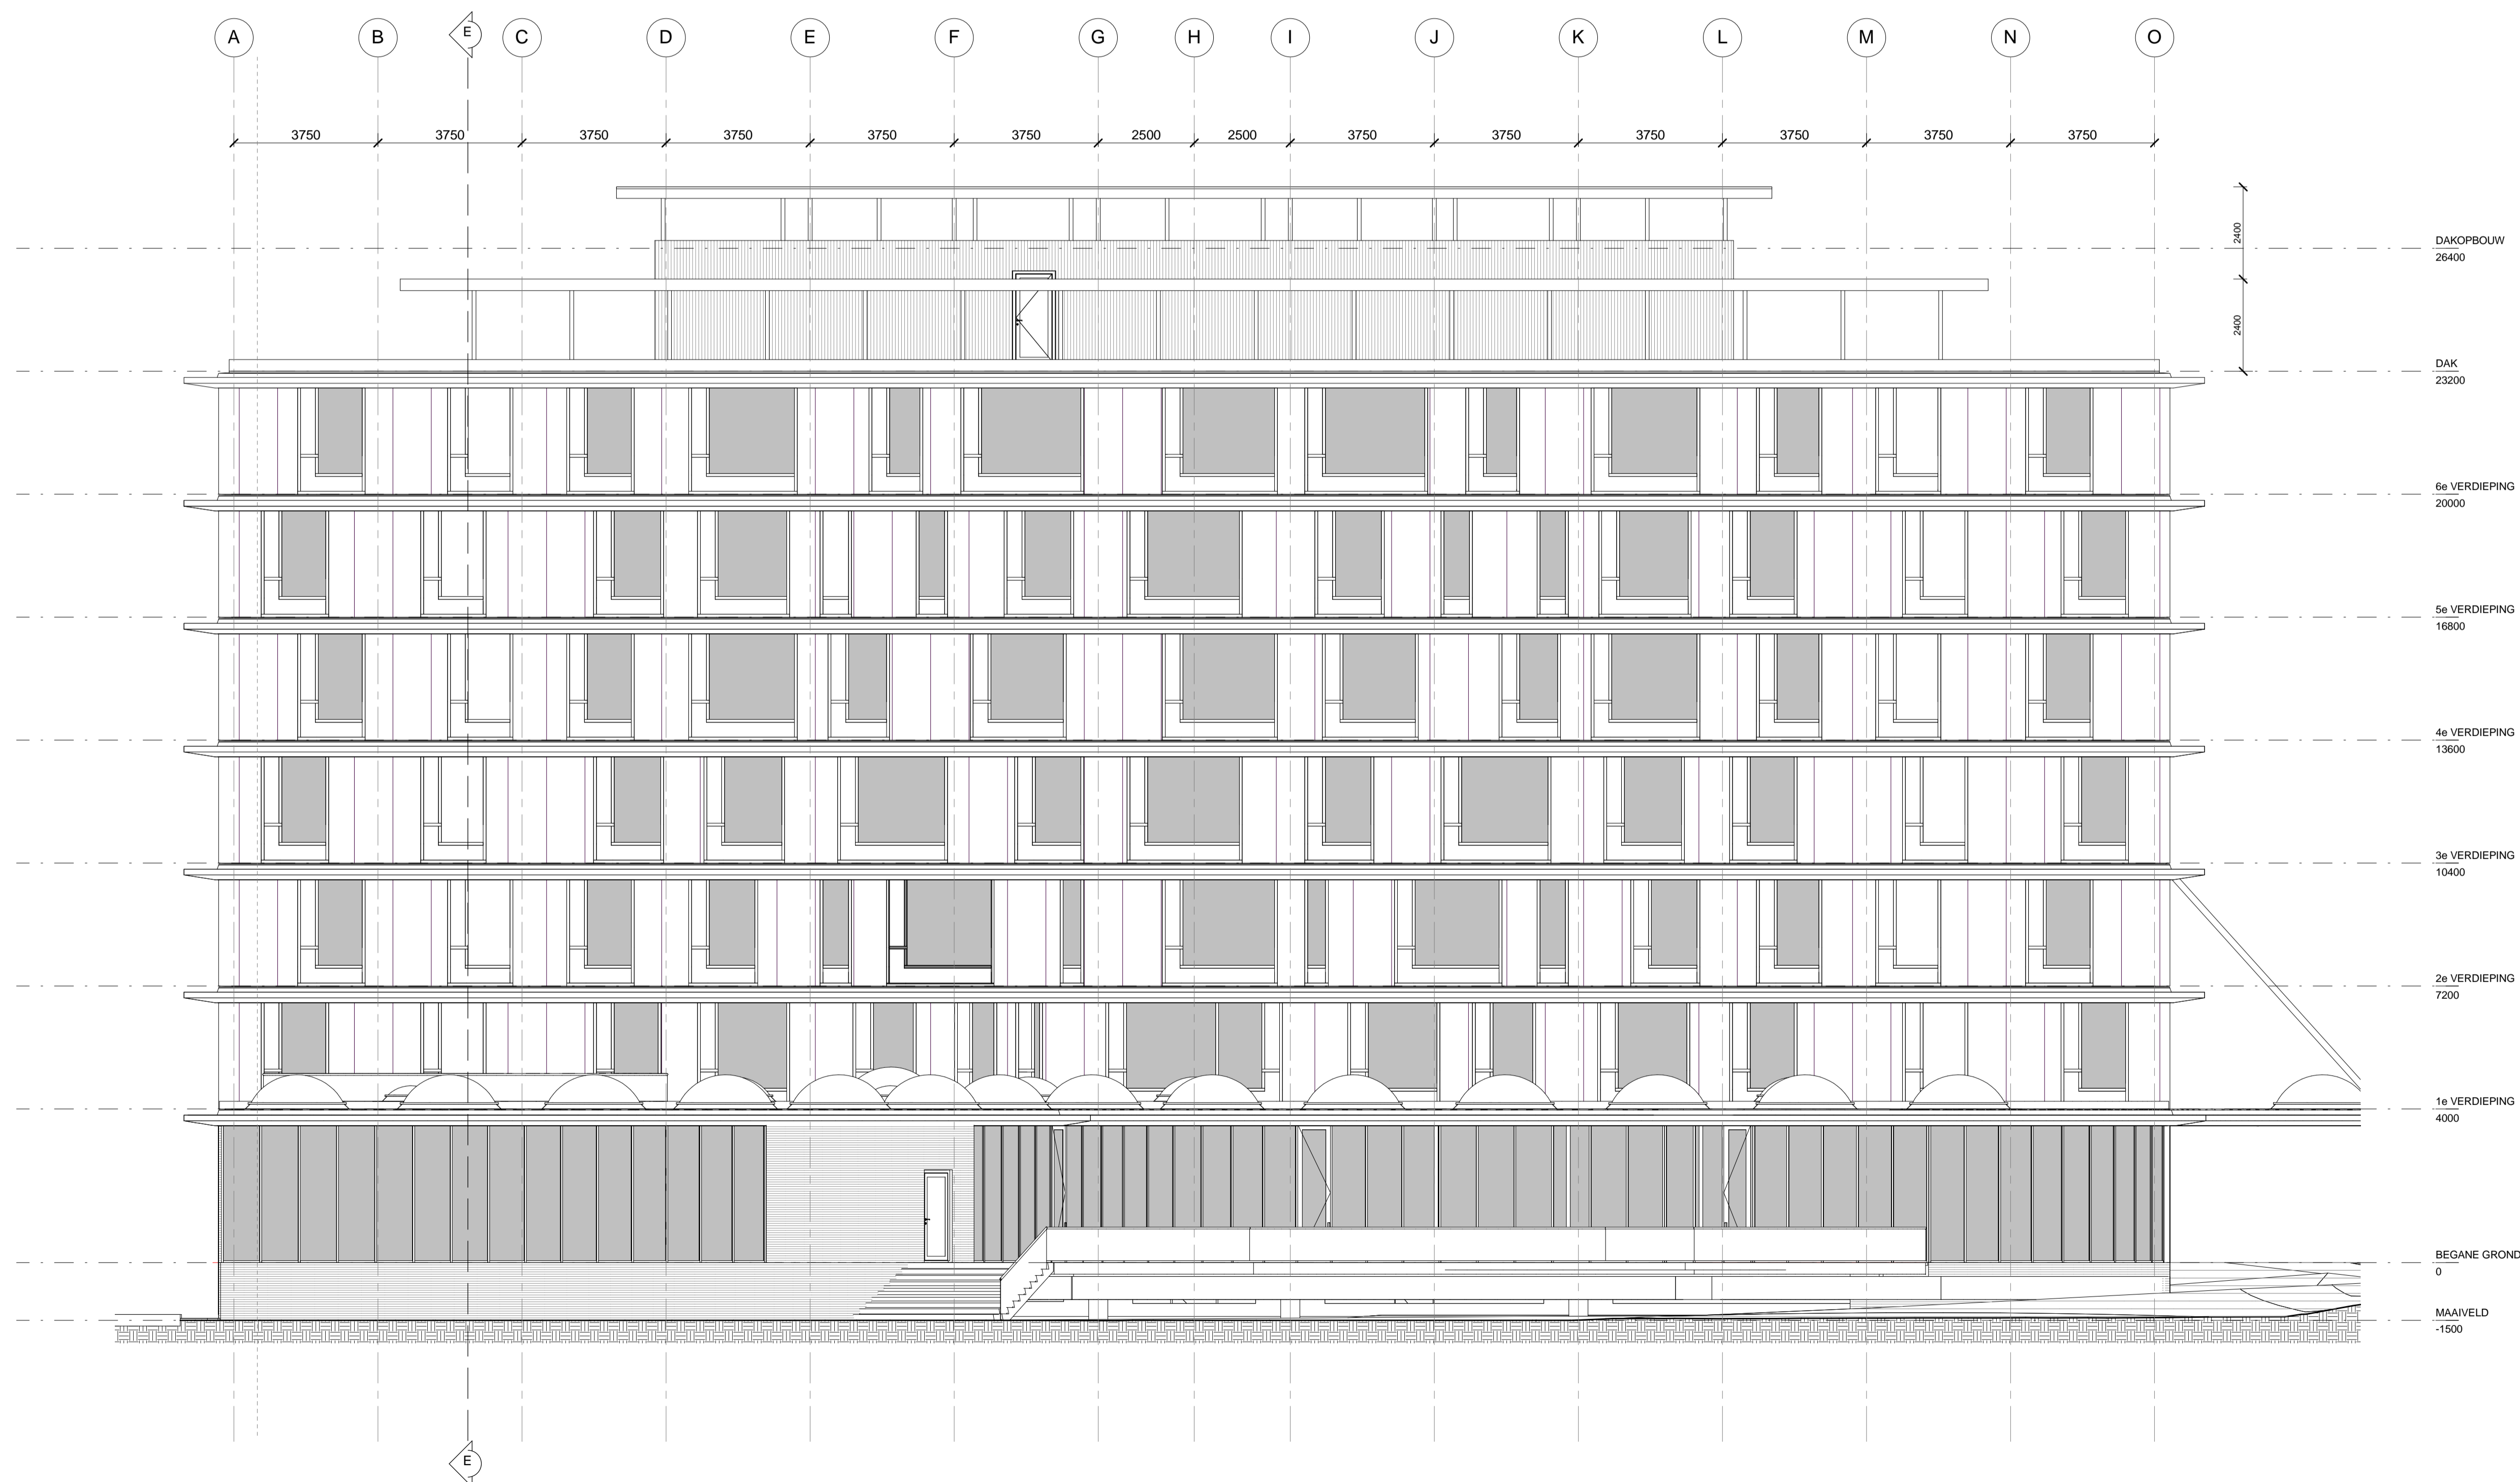 A B E C D E F G H I J K L M N O
3750 3750 3750 3750 3750 3750 2500 2500 3750 3750 3750 3750 3750 3750
2400
DAKOPBOUW
26400
2400
DAK
23200
6e VERDIEPING
20000
5e VERDIEPING
16800
4e VERDIEPING
13600
3e VERDIEPING
10400
2e VERDIEPING
7200
1e VERDIEPING
4000
BEGANE GROND
0
MAAIVELD
-1500
E